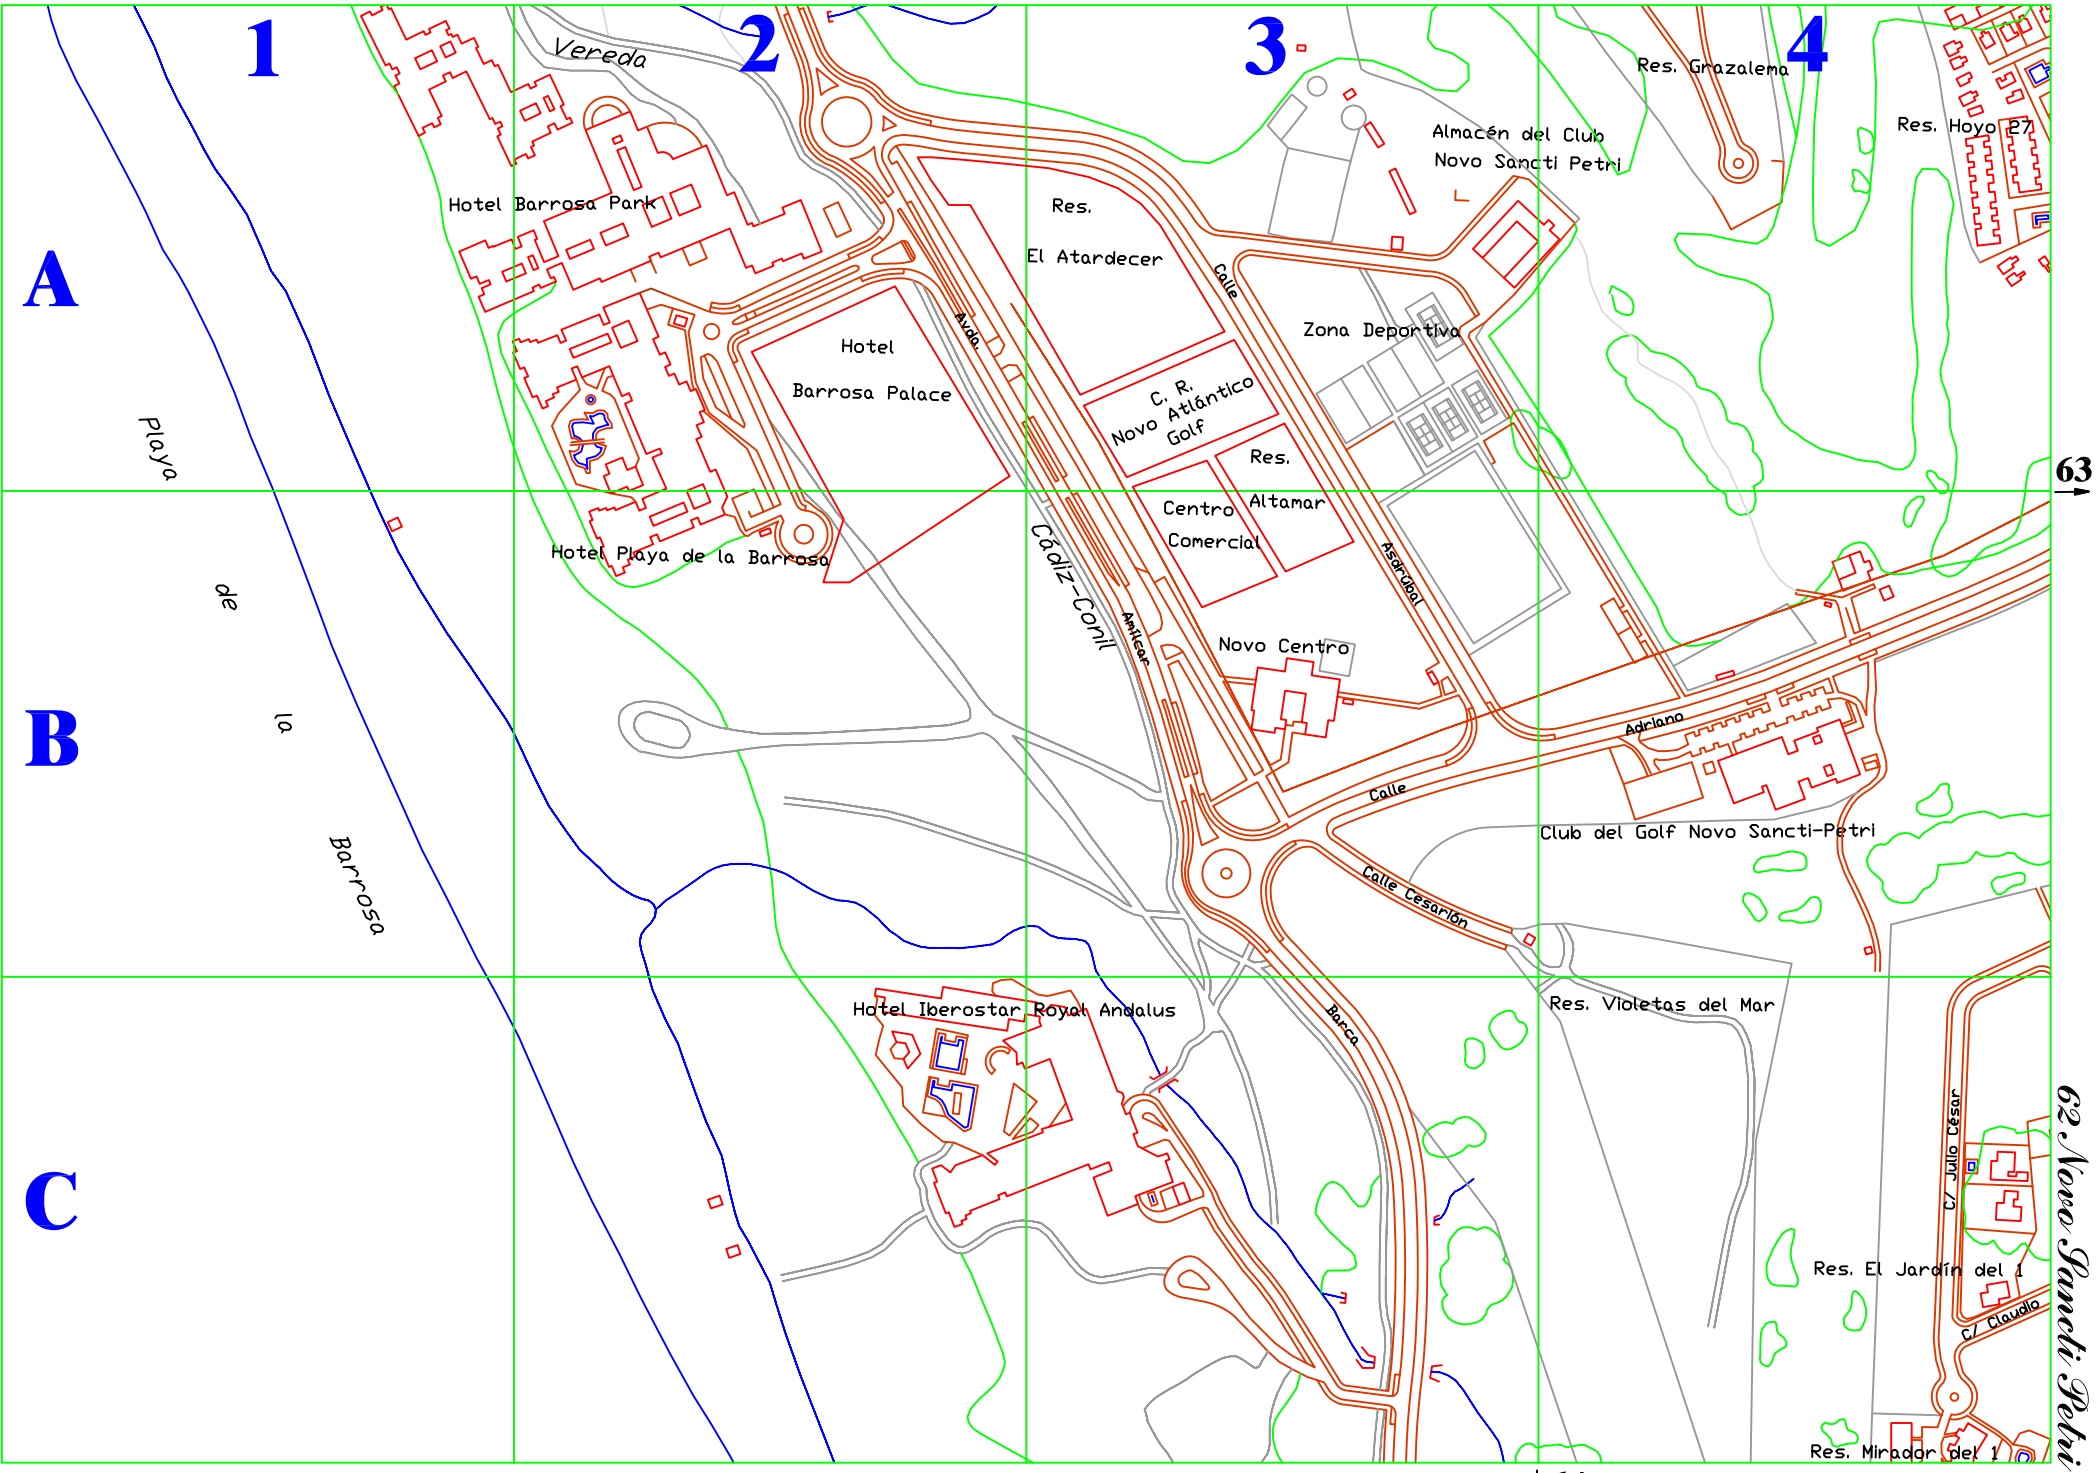 1
2
3
4
A
B
C
Vereda
Res. Grazalema
Almacén del Club
Novo Sancti Petri
Res. Hoyo 27
Hotel Barrosa Park
Res.
El Atardecer
Calle
Zona Deportiva
Avda.
Hotel
Barrosa Palace
C. R.
Novo Atlántico
Golf
Res.
Altamar
Centro
Comercial
Playa
de
la
Barrosa
63
Hotel Playa de la Barrosa
Cádiz-Conil
Asdrúbal
Amílcar
Novo Centro
Adriano
Calle
Club del Golf Novo Sancti-Petri
Calle Cesarión
Hotel Iberostar Royal Andalus
Barca
Res. Violetas del Mar
C/ Julio César
Res. El Jardín del 1
C/ Claudio
Res. Mirador del 1
62 Novo Sancti Petri